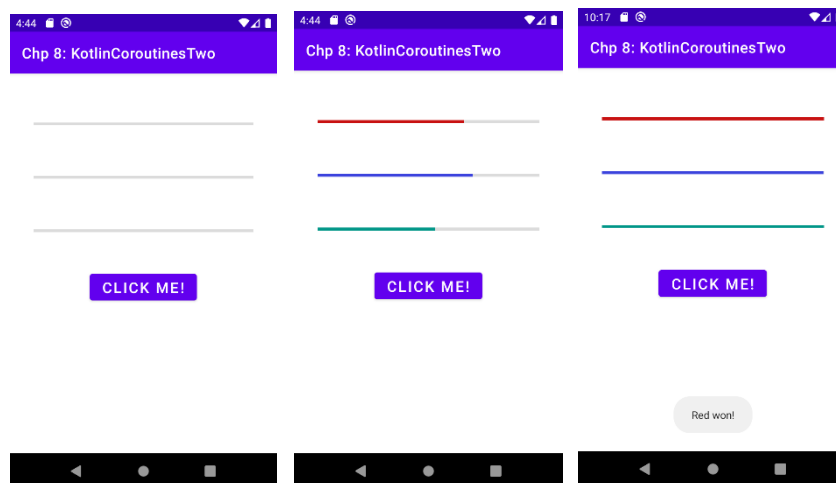 4:44
Chp 8: KotlinCoroutinesTwo
CLICK ME!
4:44
Chp 8: KotlinCoroutinesTwo
CLICK ME!
10:17
Chp 8: KotlinCoroutinesTwo
CLICK ME!
Red won!